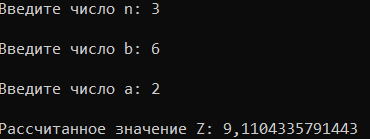 Введите число n: 3
Введите число b: 6
Введите число a: 2
Рассчитанное значение Z: 9,1104335791443